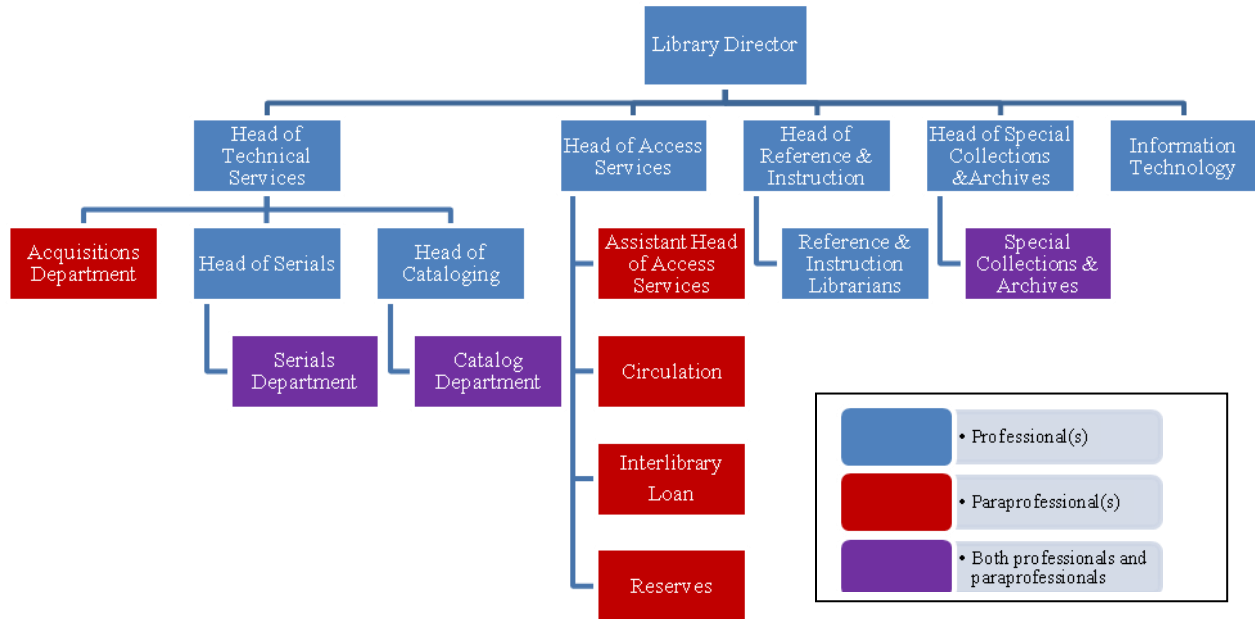 Library Director
Head of
Technical
Services
Head of Access
Services
Head of
Reference &
Instruction
Head of Special
Collections
&Archives
Information
Technology
Acquisitions
Department
Head of Serials
Head of
Cataloging
Assistant Head
of Access
Services
Reference &
Instruction
Librarians
Special
Collections &
Archives
Serials
Department
Catalog
Department
Circulation
Interlibrary
Loan
Reserves
• Professional(s)
• Paraprofessional(s)
• Both professionals and
paraprofessionals